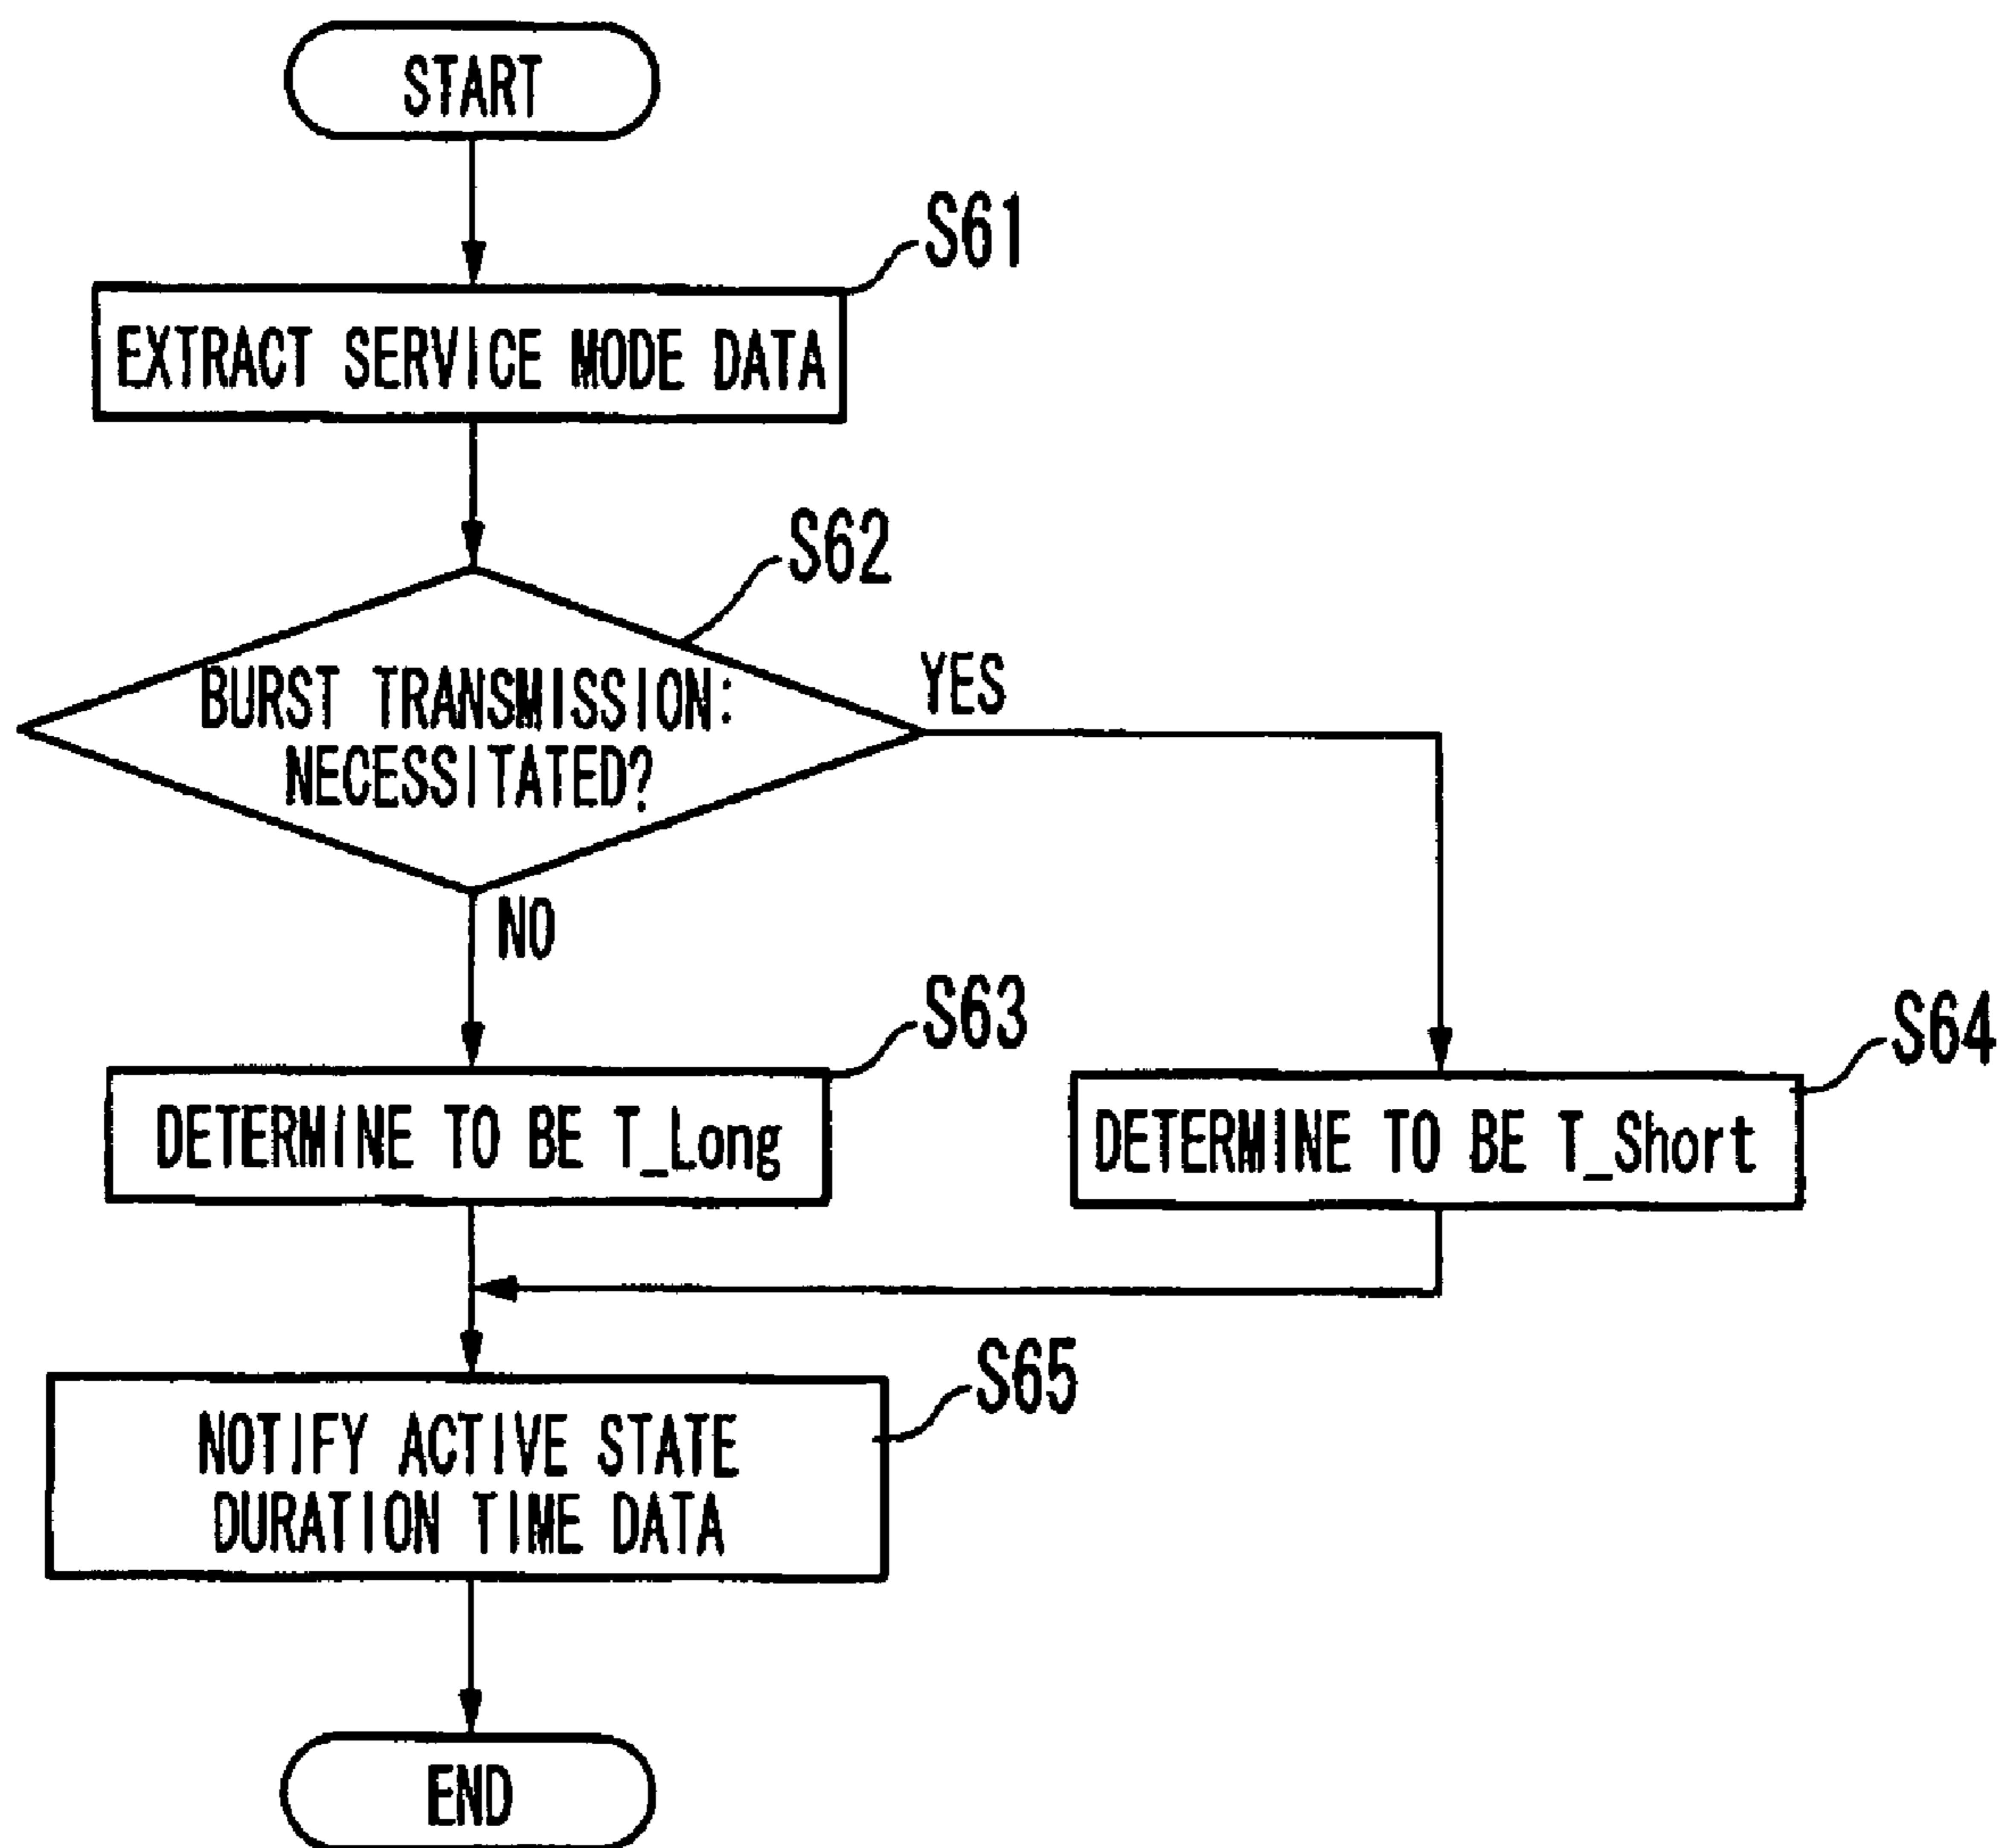 START
S61
EXTRACT SERVICE MODE DATA
S62
BURST TRANSMISSION:
NECESSITATED?
YES
NO
S63
DETERMINE TO BE T_Long
S64
DETERMINE TO BE T_Short
S65
NOTIFY ACTIVE STATE
DURATION TIME DATA
END